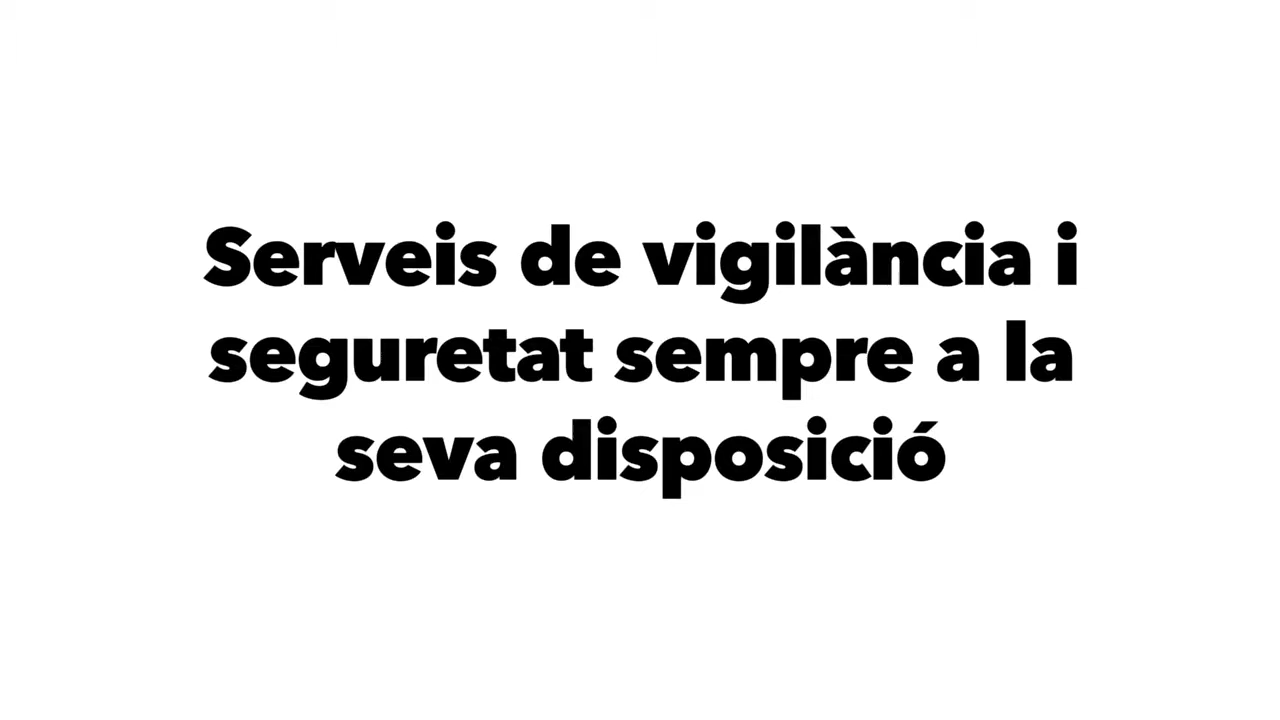 Serveis de vigilància i
seguretat sempre a la
seva disposició